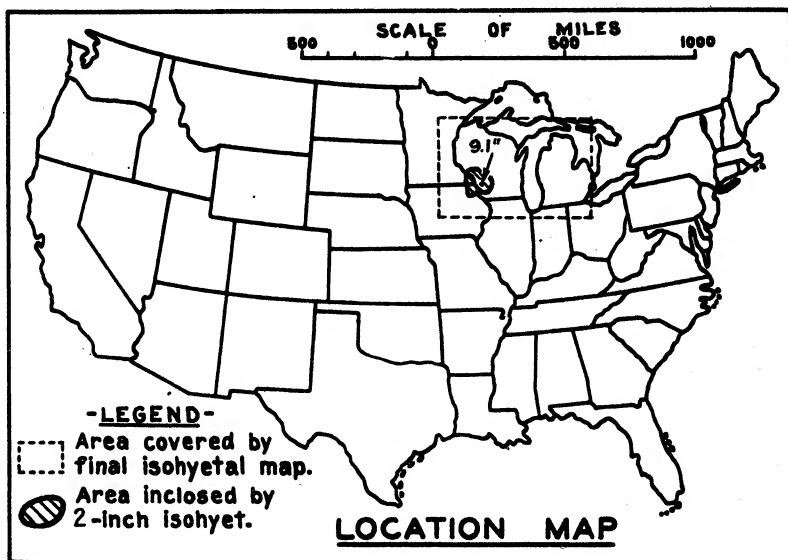 SCALE OF MILES
500 0 500 1000
9.1"
-LEGEND-
Area covered by
final isohyetal map.
Area inclosed by
2-inch isohyet.
LOCATION MAP